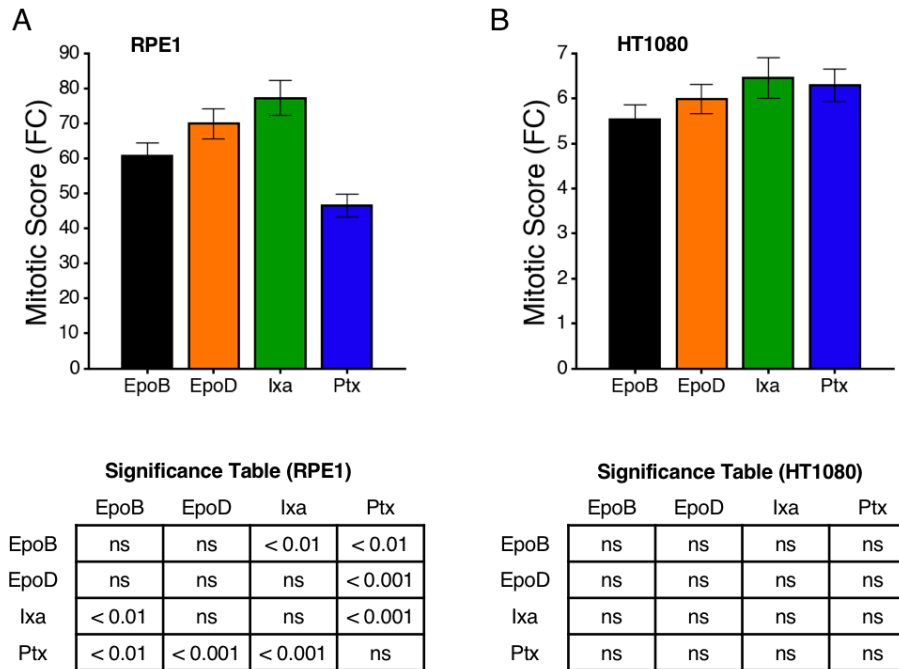 A
RPE1
Mitotic Score (FC)
90
80
70
60
50
40
30
20
10
0
EpoB EpoD Ixa Ptx
B
HT1080
Mitotic Score (FC)
7
6
5
4
3
2
1
0
EpoB EpoD Ixa Ptx
Significance Table (RPE1)
EpoB EpoD Ixa Ptx
EpoB ns ns < 0.01 < 0.01
EpoD ns ns ns < 0.001
Ixa < 0.01 ns ns < 0.001
Ptx < 0.01 < 0.001 < 0.001 ns
Significance Table (HT1080)
EpoB EpoD Ixa Ptx
EpoB ns ns ns ns
EpoD ns ns ns ns
Ixa ns ns ns ns
Ptx ns ns ns ns